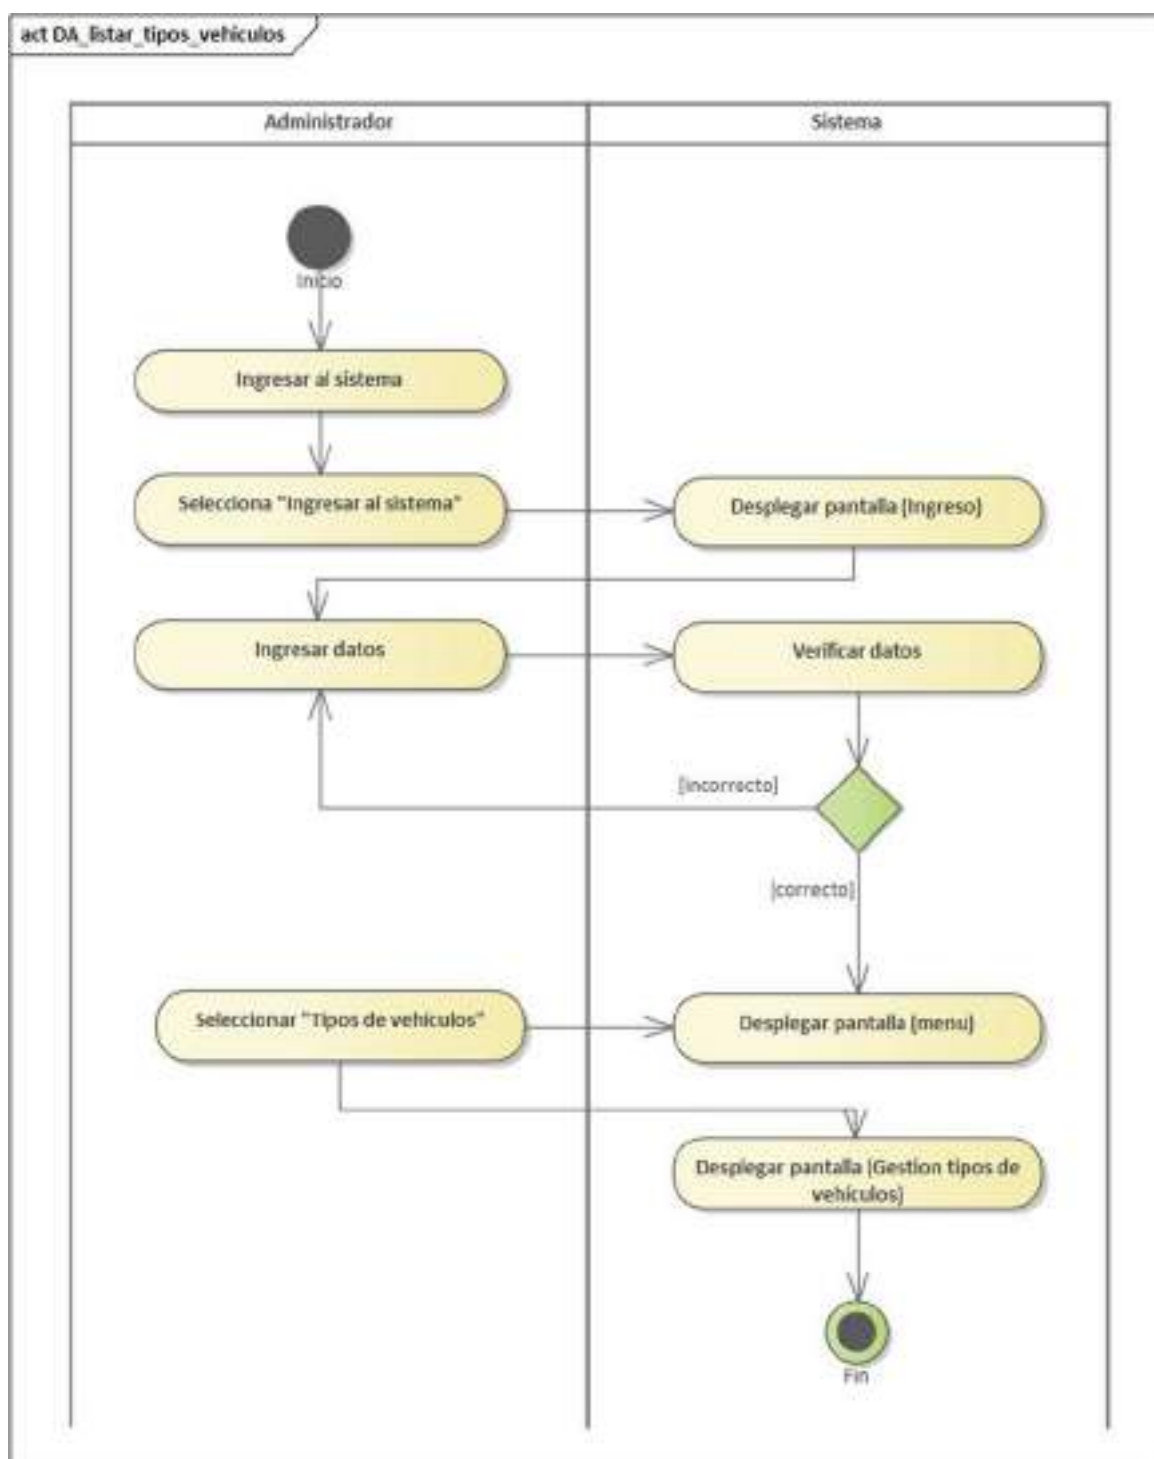 act DA_listar_tipos_vehiculos
Administrador
Sistema
Inicio
Ingresar al sistema
Selecciona "Ingresar al sistema"
Desplegar pantalla (Ingreso)
Ingresar datos
Verificar datos
[incorrecto]
[correcto]
Seleccionar "Tipos de vehiculos"
Desplegar pantalla (menu)
Desplegar pantalla (Gestion tipos de
vehículos)
Fin